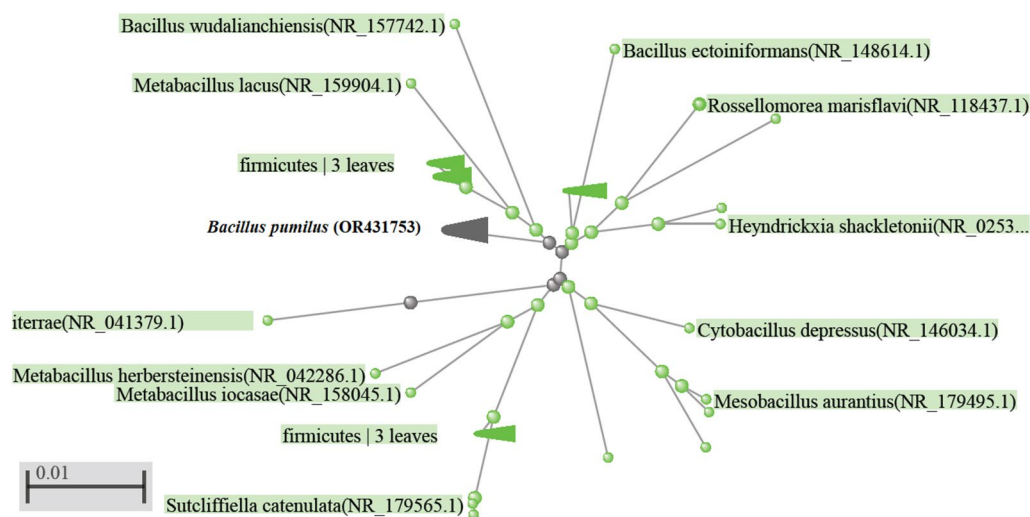 Bacillus wudalianchiensis(NR_157742.1)
Bacillus ectoiniformans(NR_148614.1)
Metabacillus lacus(NR_159904.1)
Rossellomorea marisflavi(NR_118437.1)
firmicutes | 3 leaves
Bacillus pumilus (OR431753)
Heyndrickxia shackletonii(NR_0253...
iterrae(NR_041379.1)
Cytobacillus depressus(NR_146034.1)
Metabacillus herbersteinensis(NR_042286.1)
Metabacillus iocasae(NR_158045.1)
Mesobacillus aurantius(NR_179495.1)
firmicutes | 3 leaves
0.01
Sutcliffiella catenulata(NR_179565.1)